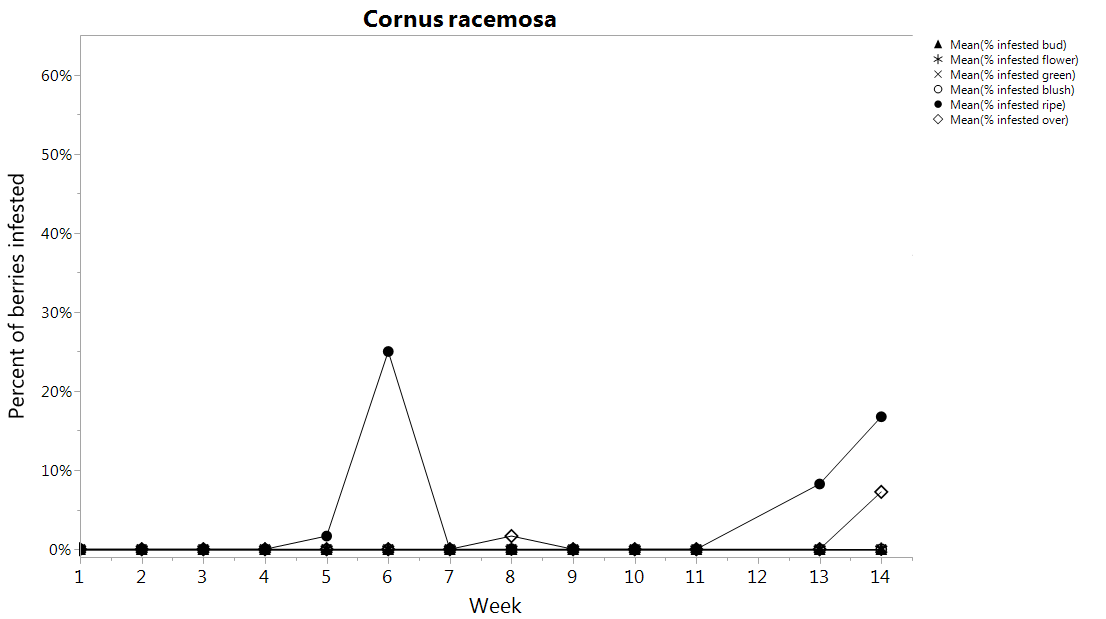 Cornus racemosa
Mean(% infested bud)
Mean(% infested flower)
Mean(% infested green)
Mean(% infested blush)
Mean(% infested ripe)
Mean(% infested over)
Percent of berries infested
60%
50%
40%
30%
20%
10%
0%
1 2 3 4 5 6 7 8 9 10 11 12 13 14
Week